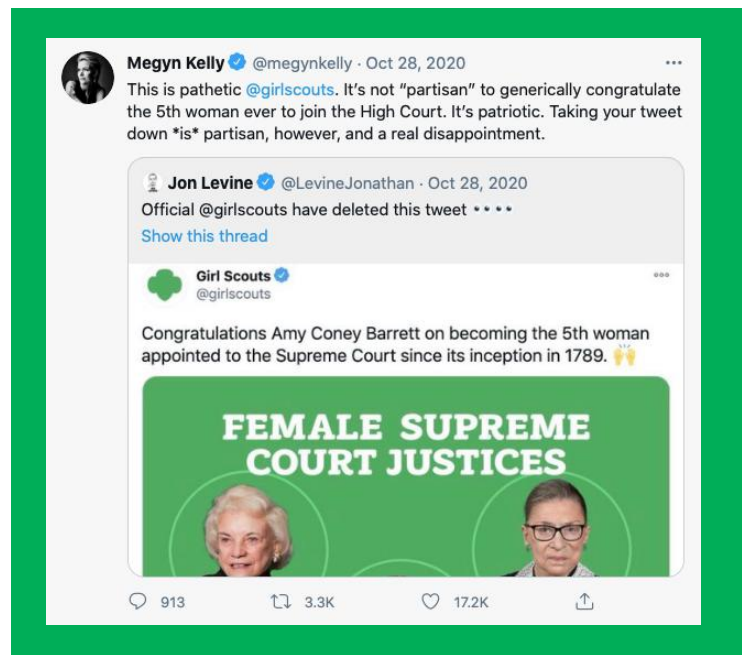 Megyn Kelly @megynkelly · Oct 28, 2020
This is pathetic @girlscouts. It’s not “partisan” to generically congratulate
the 5th woman ever to join the High Court. It’s patriotic. Taking your tweet
down *is* partisan, however, and a real disappointment.
Jon Levine @LevineJonathan · Oct 28, 2020
Official @girlscouts have deleted this tweet 👀👀
Show this thread
Girl Scouts
@girlscouts
Congratulations Amy Coney Barrett on becoming the 5th woman
appointed to the Supreme Court since its inception in 1789. 🙌
FEMALE SUPREME
COURT JUSTICES
913 3.3K 17.2K